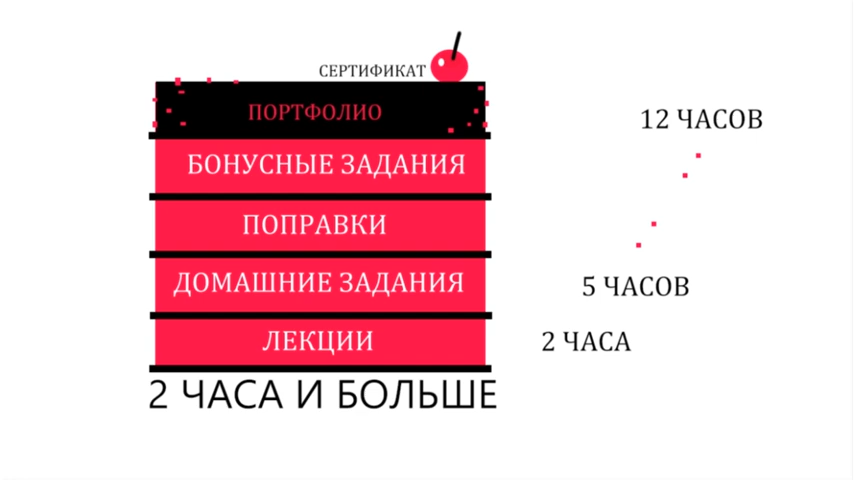 СЕРТИФИКАТ
ПОРТФОЛИО
12 ЧАСОВ
БОНУСНЫЕ ЗАДАНИЯ
ПОПРАВКИ
ДОМАШНИЕ ЗАДАНИЯ
5 ЧАСОВ
ЛЕКЦИИ
2 ЧАСА
2 ЧАСА И БОЛЬШЕ